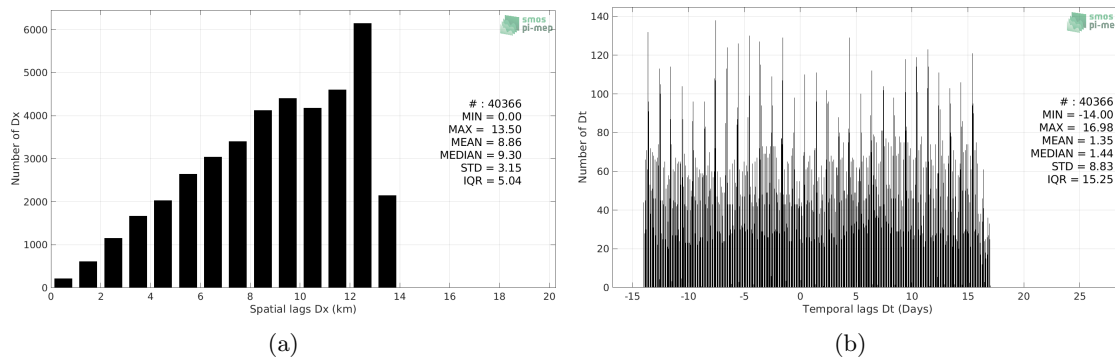 smos
pi-mep
6000
5000
4000
3000
2000
1000
0
Number of Dx
# : 40366
MIN = 0.00
MAX = 13.50
MEAN = 8.86
MEDIAN = 9.30
STD = 3.15
IQR = 5.04
0 2 4 6 8 10 12 14 16 18 20
Spatial lags Dx (km)
(a)
smos
pi-mep
140
120
100
80
60
40
20
0
Number of Dt
# : 40366
MIN = -14.00
MAX = 16.98
MEAN = 1.35
MEDIAN = 1.44
STD = 8.83
IQR = 15.25
-15 -10 -5 0 5 10 15 20 25
Temporal lags Dt (Days)
(b)